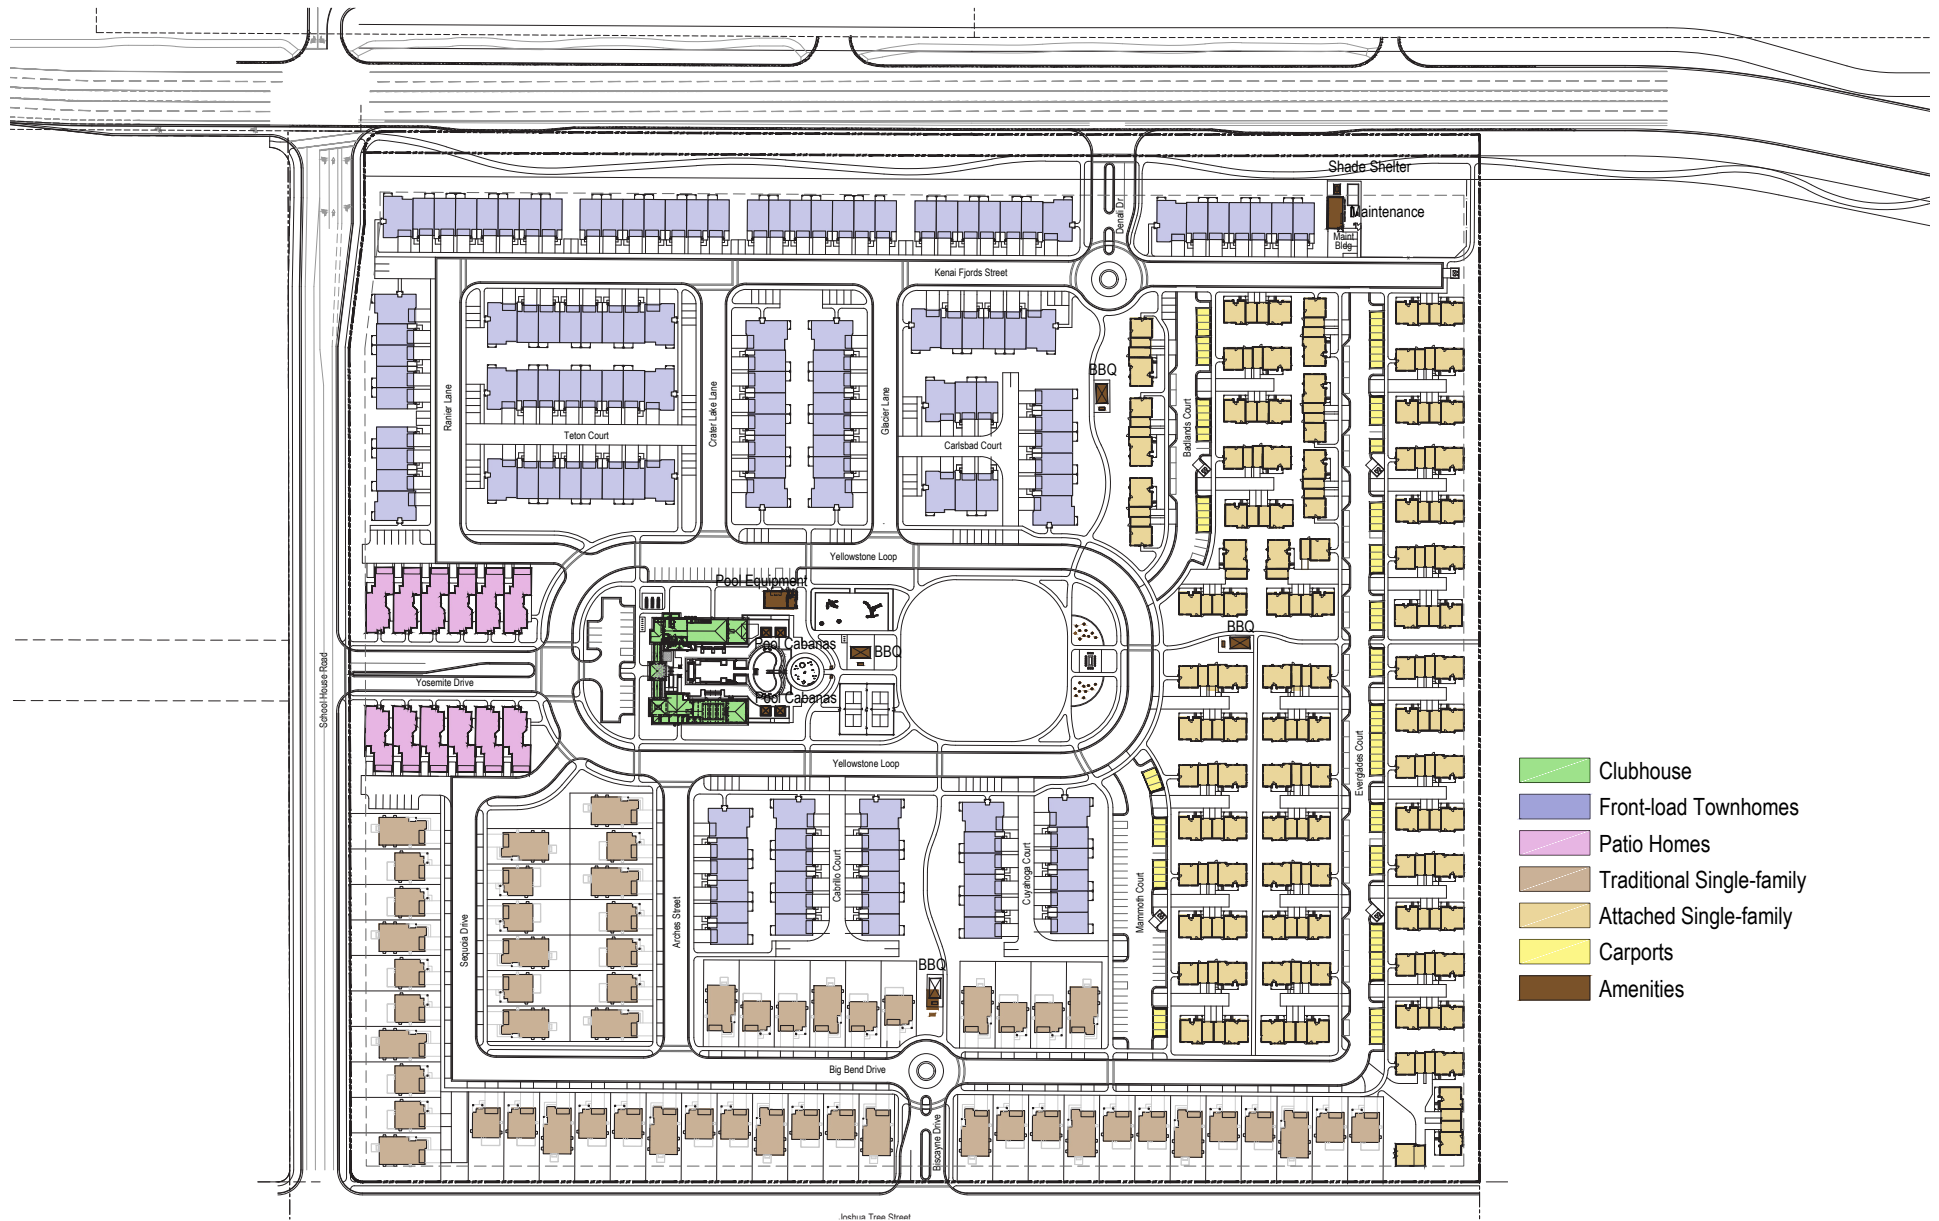 Shade Shelter
Denali Dr
Maintenance
Maint
Bldg
Kenai Fjords Street
Ranier Lane
Crater Lake Lane
Glacier Lane
BBQ
Badlands Court
Teton Court
Carlsbad Court
Yellowstone Loop
Pool Equipment
Pool Cabanas
BBQ
BBQ
School House Road
Yosemite Drive
Pool Cabanas
Yellowstone Loop
Everglades Court
Clubhouse
Front-load Townhomes
Patio Homes
Traditional Single-family
Attached Single-family
Carports
Amenities
Sequoia Drive
Arches Street
Cabrillo Court
Cuyahoga Court
Mammoth Court
BBQ
Big Bend Drive
Biscayne Drive
Joshua Tree Street